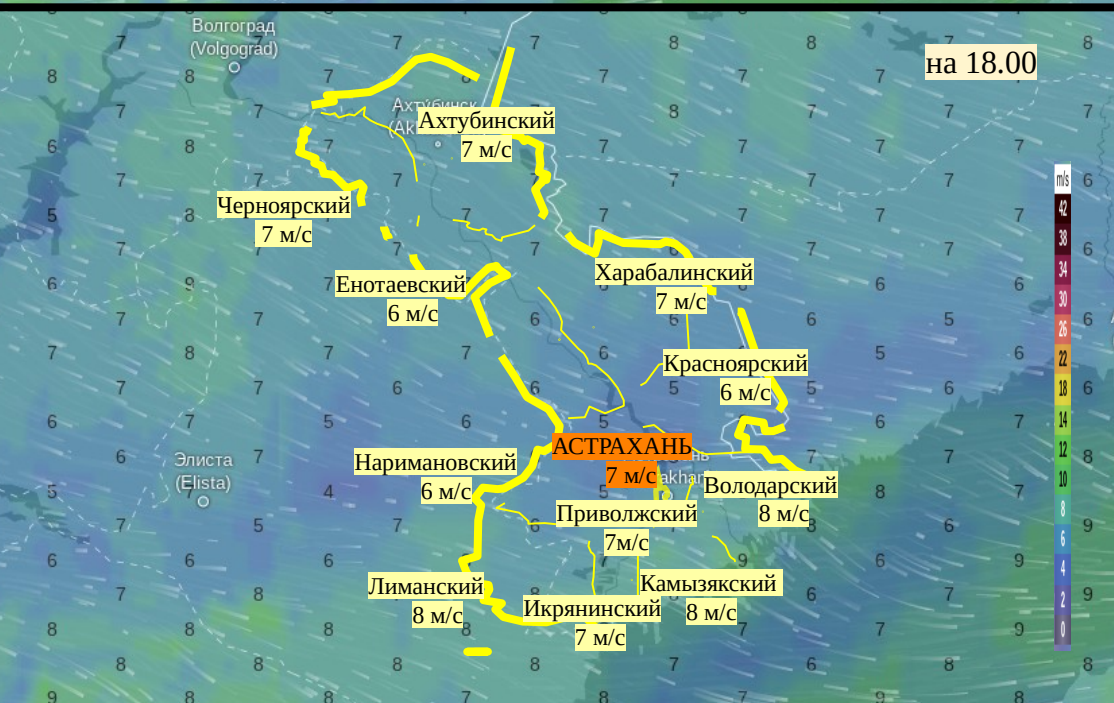 Волгоград
(Volgograd)
на 18.00
Ахтубинск
Ахтубинский
7 м/с
Черноярский
7 м/с
Енотаевский
6 м/с
Харабалинский
7 м/с
Красноярский
6 м/с
АСТРАХАНЬ
7 м/с
Элиста
(Elista)
Наримановский
6 м/с
Володарский
8 м/с
Приволжский
7м/с
Лиманский
8 м/с
Камызякский
8 м/с
Икрянинский
7 м/с
m/s
42
38
34
30
26
22
18
14
12
10
8
6
4
2
0